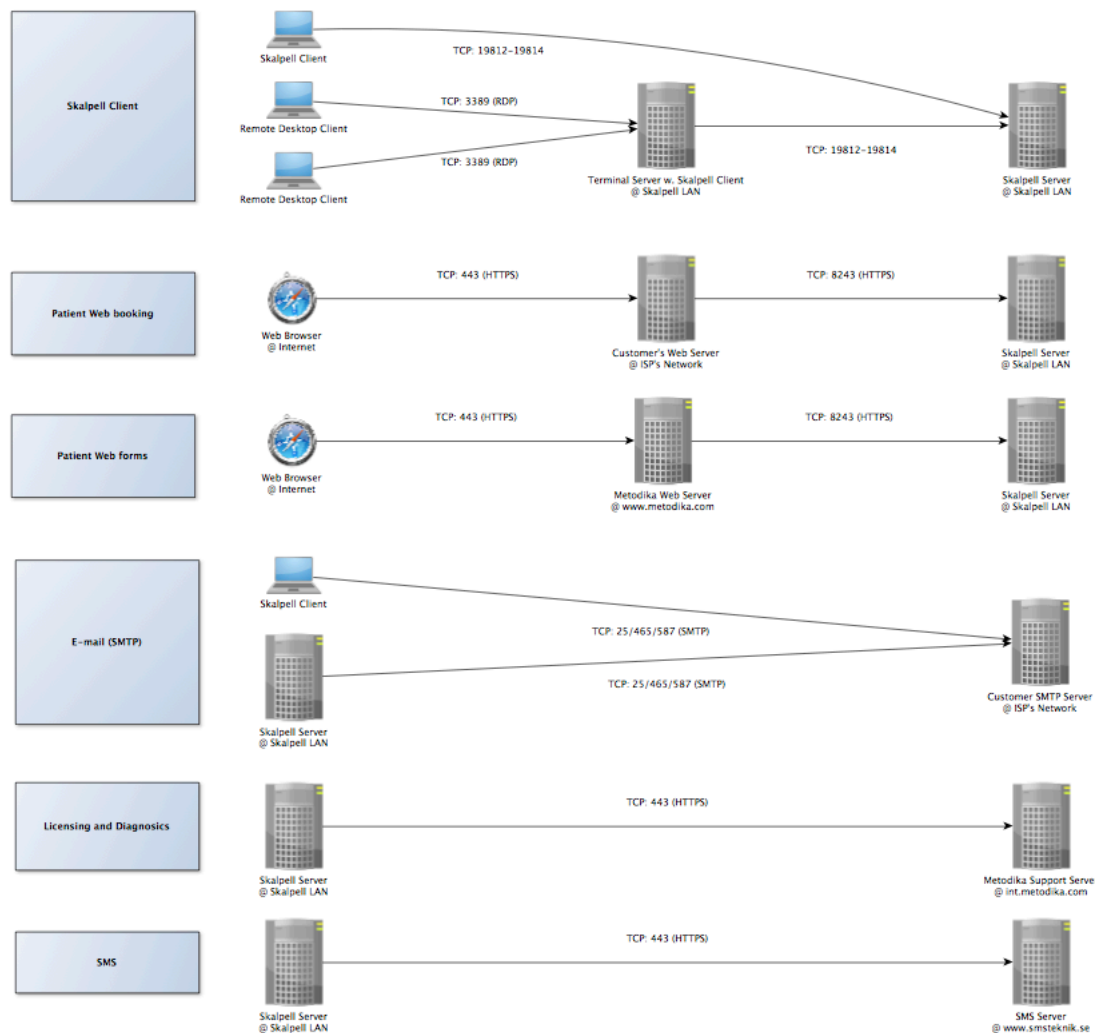 Skalpell Client
Skalpell Client
TCP: 19812-19814
Remote Desktop Client
TCP: 3389 (RDP)
Remote Desktop Client
TCP: 3389 (RDP)
Terminal Server w. Skalpell Client
@ Skalpell LAN
TCP: 19812-19814
Skalpell Server
@ Skalpell LAN
Patient Web booking
Web Browser
@ Internet
TCP: 443 (HTTPS)
Customer's Web Server
@ ISP's Network
TCP: 8243 (HTTPS)
Skalpell Server
@ Skalpell LAN
Patient Web forms
Web Browser
@ Internet
TCP: 443 (HTTPS)
Metodika Web Server
@ www.metodika.com
TCP: 8243 (HTTPS)
Skalpell Server
@ Skalpell LAN
E-mail (SMTP)
Skalpell Client
TCP: 25/465/587 (SMTP)
Skalpell Server
@ Skalpell LAN
TCP: 25/465/587 (SMTP)
Customer SMTP Server
@ ISP's Network
Licensing and Diagnosics
Skalpell Server
@ Skalpell LAN
TCP: 443 (HTTPS)
Metodika Support Serve
@ int.metodika.com
SMS
Skalpell Server
@ Skalpell LAN
TCP: 443 (HTTPS)
SMS Server
@ www.smsteknik.se